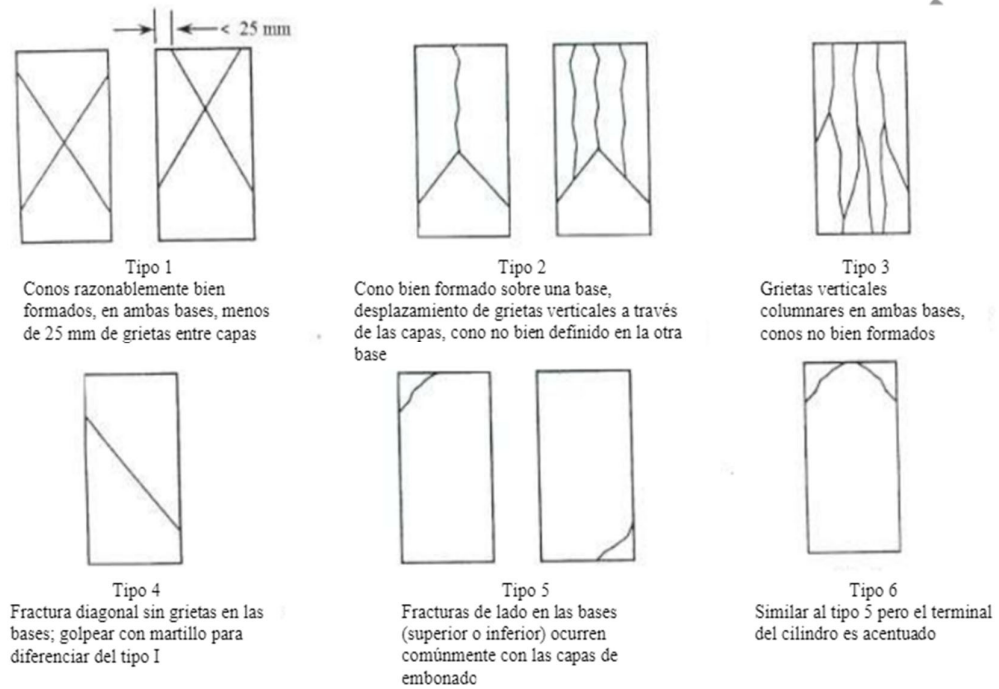 < 25 mm
Tipo 1
Conos razonablemente bien
formados, en ambas bases, menos
de 25 mm de grietas entre capas
Tipo 2
Cono bien formado sobre una base,
desplazamiento de grietas verticales a través
de las capas, cono no bien definido en la otra
base
Tipo 3
Grietas verticales
columnares en ambas bases,
conos no bien formados
Tipo 4
Fractura diagonal sin grietas en las
bases; golpear con martillo para
diferenciar del tipo I
Tipo 5
Fracturas de lado en las bases
(superior o inferior) ocurren
comúnmente con las capas de
embonado
Tipo 6
Similar al tipo 5 pero el terminal
del cilindro es acentuado